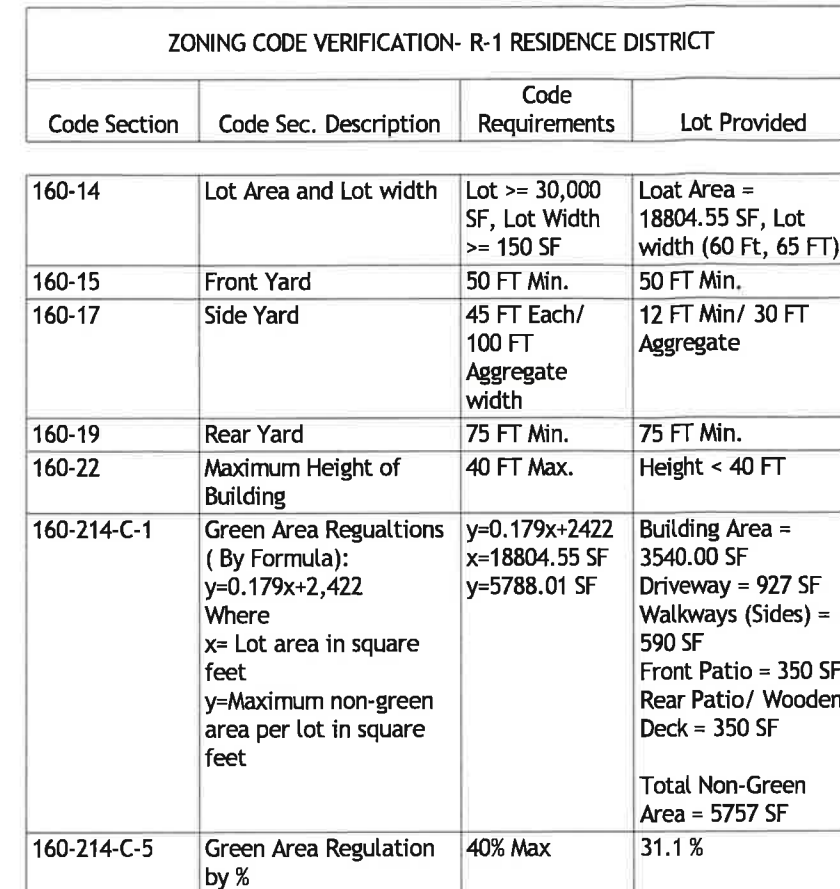 ZONING CODE VERIFICATION- R-1 RESIDENCE DISTRICT
Code Section
Code Sec. Description
Code
Requirements
Lot Provided
160-14
Lot Area and Lot width
Lot >= 30,000
SF, Lot Width
>= 150 SF
Loat Area =
18804.55 SF, Lot
width (60 Ft, 65 FT)
160-15
Front Yard
50 FT Min.
50 FT Min.
160-17
Side Yard
45 FT Each/
100 FT
Aggregate
width
12 FT Min/ 30 FT
Aggregate
160-19
Rear Yard
75 FT Min.
75 FT Min.
160-22
Maximum Height of
Building
40 FT Max.
Height < 40 FT
160-214-C-1
Green Area Regualtions
( By Formula):
y=0.179x+2,422
Where
x= Lot area in square
feet
y=Maximum non-green
area per lot in square
feet
y=0.179x+2422
x=18804.55 SF
y=5788.01 SF
Building Area =
3540.00 SF
Driveway = 927 SF
Walkways (Sides) =
590 SF
Front Patio = 350 SF
Rear Patio/ Wooden
Deck = 350 SF
Total Non-Green
Area = 5757 SF
160-214-C-5
Green Area Regulation
by %
40% Max
31.1 %